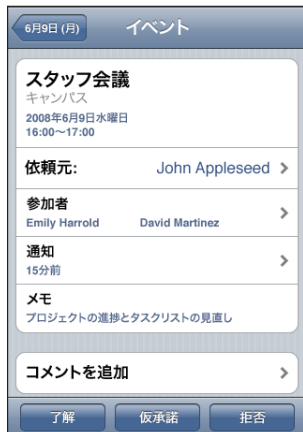 6月9日 (月)
イベント
スタッフ会議
キャンパス
2008年6月9日水曜日
16:00～17:00
依頼元: John Appleseed
参加者
Emily Harrold David Martinez
通知
15分前
メモ
プロジェクトの進捗とタスクリストの見直し
コメントを追加
了解 仮承諾 拒否